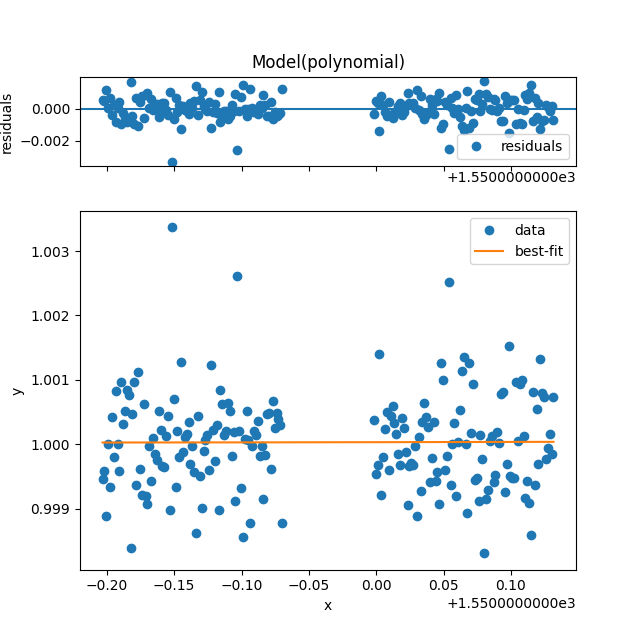 Model(polynomial)
residuals
0.000
−0.002
residuals
+1.5500000000e3
y
1.003
1.002
1.001
1.000
0.999
data
best-fit
−0.20 −0.15 −0.10 −0.05 0.00 0.05 0.10
x
+1.5500000000e3